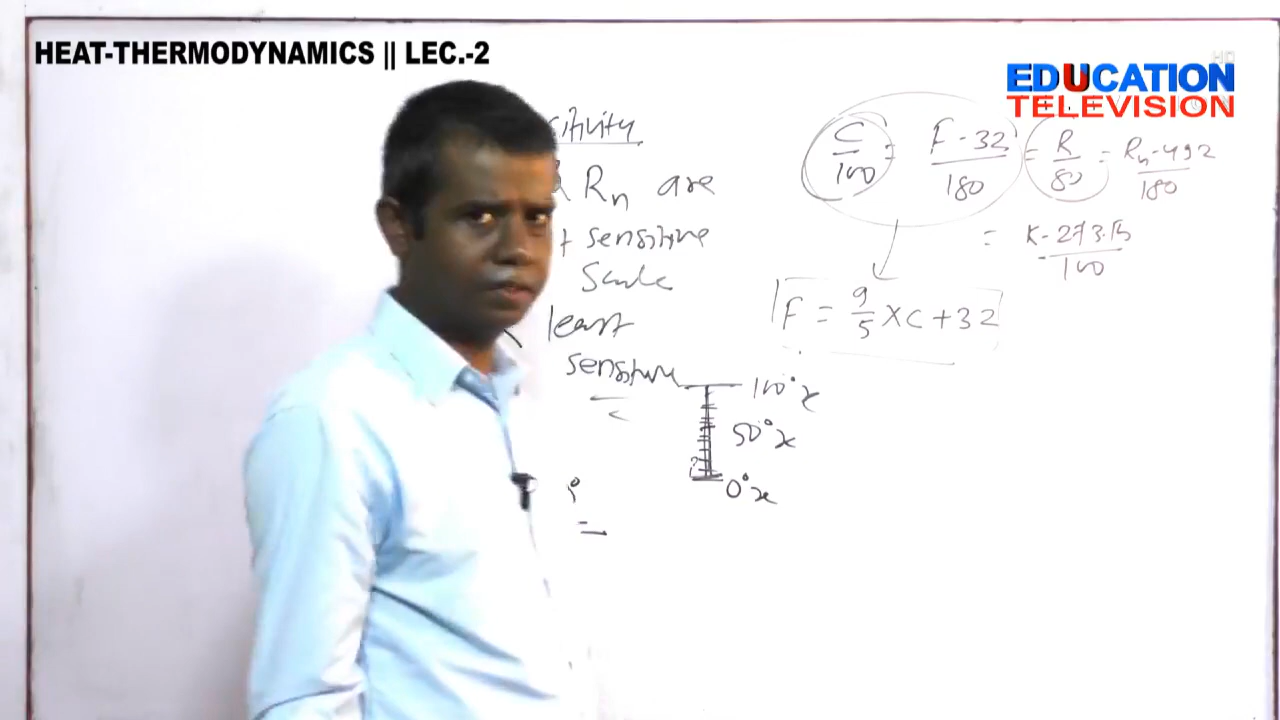 HEAT-THERMODYNAMICS || LEC.-2
EDUCATION
TELEVISION
itivity
Rn are
+ sensitive
Scale
least
sensitive
C/100 = F-32/180 = R/80 = Rn-492/180
= K-273.15/100
F = 9/5 X C + 32
100°x
50°x
0°x